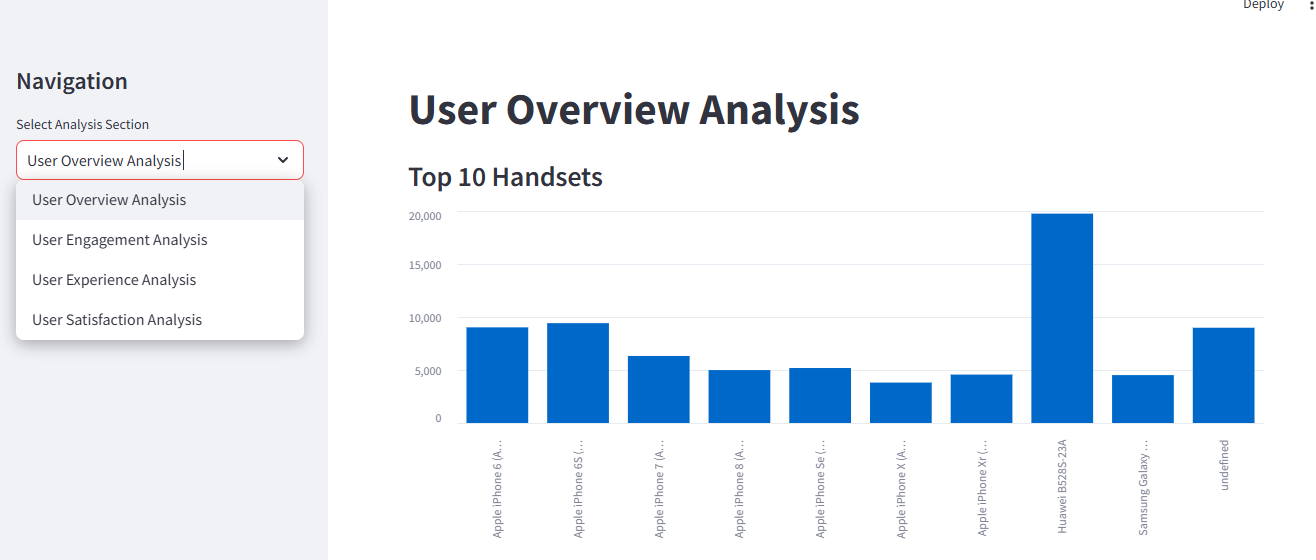 Deploy
Navigation
Select Analysis Section
User Overview Analysis
User Overview Analysis
User Engagement Analysis
User Experience Analysis
User Satisfaction Analysis
User Overview Analysis
Top 10 Handsets
20,000
15,000
10,000
5,000
0
Apple iPhone 6 (A…
Apple iPhone 6S (…
Apple iPhone 7 (A…
Apple iPhone 8 (A…
Apple iPhone Se (…
Apple iPhone X (A…
Apple iPhone Xr (…
Huawei B528S-23A
Samsung Galaxy …
undefined